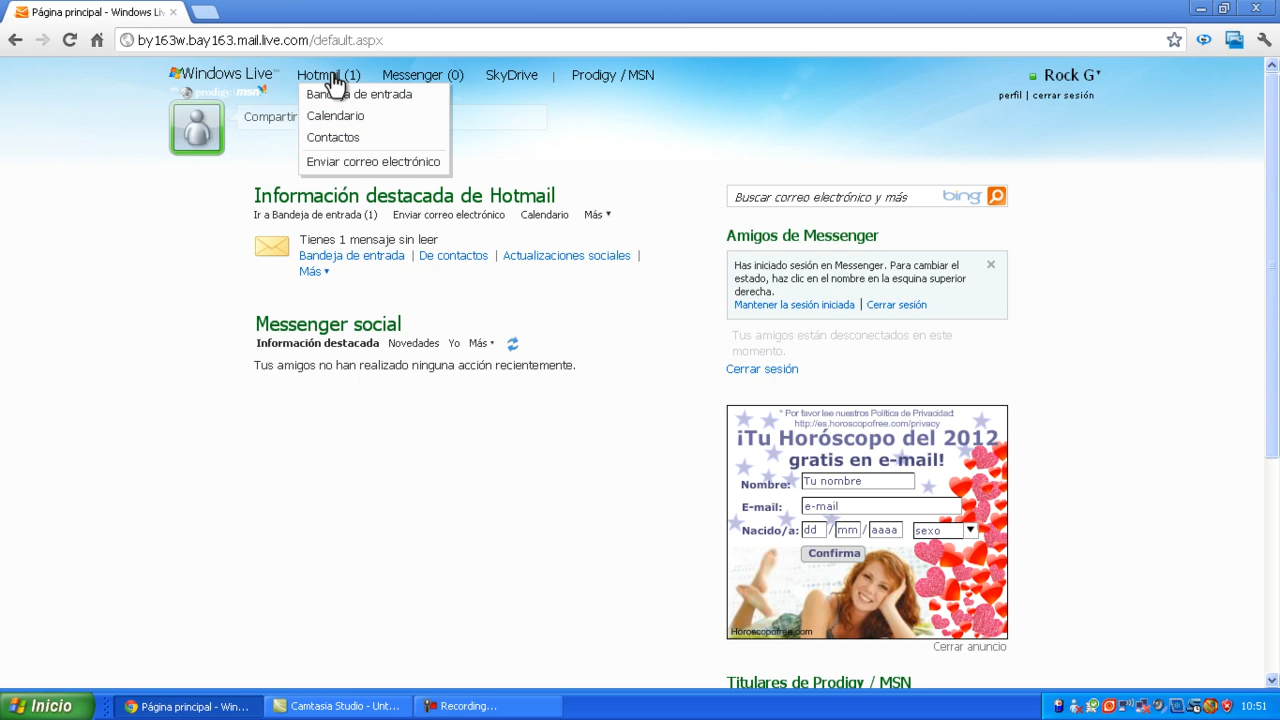 Página principal - Windows Liv
by163w.bay163.mail.live.com/default.aspx
Windows Live™ Hotmail (1) Messenger (0) SkyDrive | Prodigy / MSN
Rock G
prodigy msn
perfil | cerrar sesión
Bandeja de entrada
Compartir
Calendario
Contactos
Enviar correo electrónico
Información destacada de Hotmail
Ir a Bandeja de entrada (1) Enviar correo electrónico Calendario Más
Tienes 1 mensaje sin leer
Bandeja de entrada | De contactos | Actualizaciones sociales |
Más
Messenger social
Información destacada Novedades Yo Más
Tus amigos no han realizado ninguna acción recientemente.
Buscar correo electrónico y más bing
Amigos de Messenger
Has iniciado sesión en Messenger. Para cambiar el
estado, haz clic en el nombre en la esquina superior
derecha.
Mantener la sesión iniciada | Cerrar sesión
Tus amigos están desconectados en este
momento.
Cerrar sesión
* Por favor lee nuestros Política de Privacidad:
http://es.horoscopofree.com/privacy
¡Tu Horóscopo del 2012
gratis en e-mail!
Nombre: Tu nombre
E-mail: e-mail
Nacido/a: dd / mm / aaaa sexo
Confirma
Horoscopofree.com
Cerrar anuncio
Titulares de Prodigy / MSN
Inicio
Página principal - Win...
Camtasia Studio - Unt...
Recording...
10:51